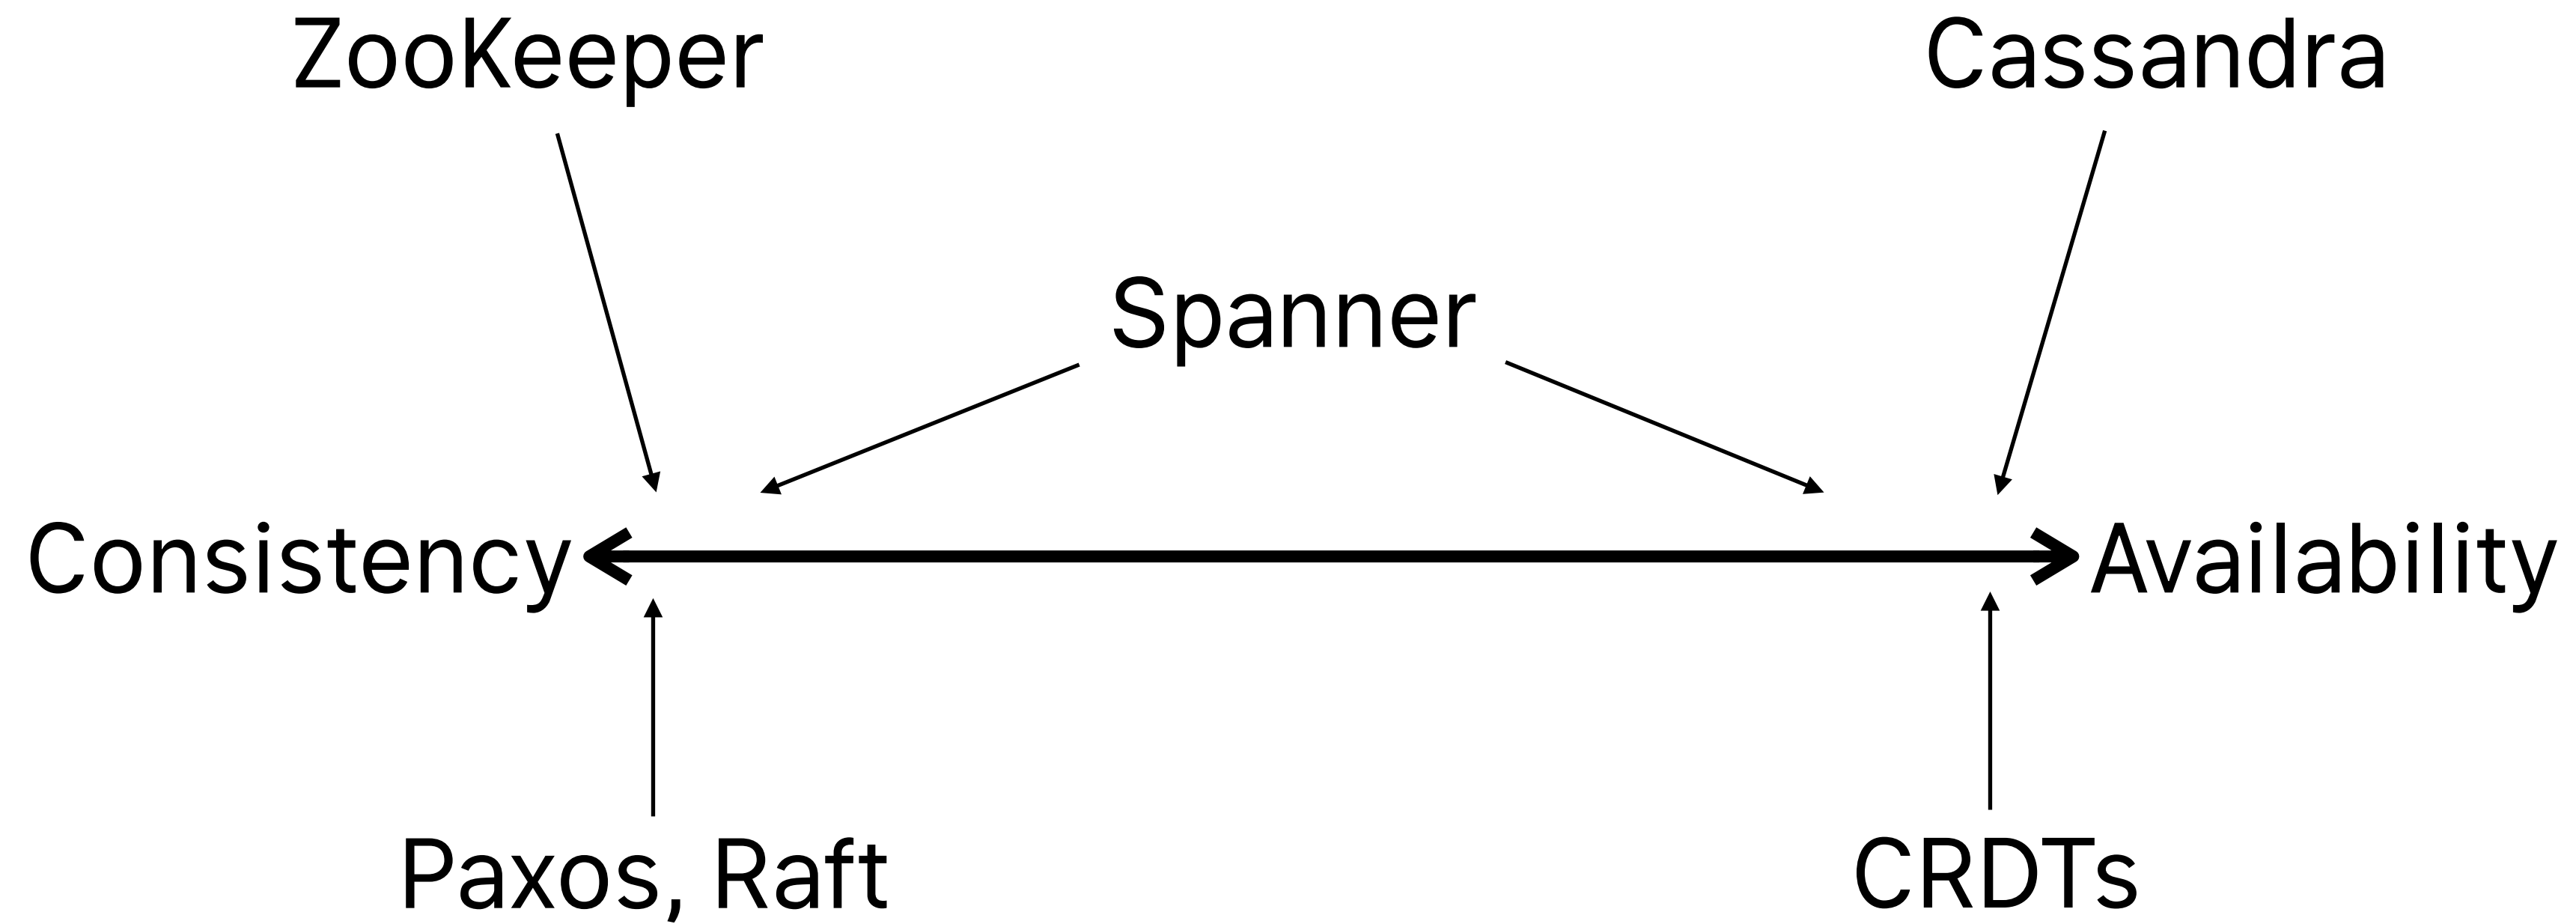 ZooKeeper
Cassandra
Spanner
Consistency
Availability
Paxos, Raft
CRDTs